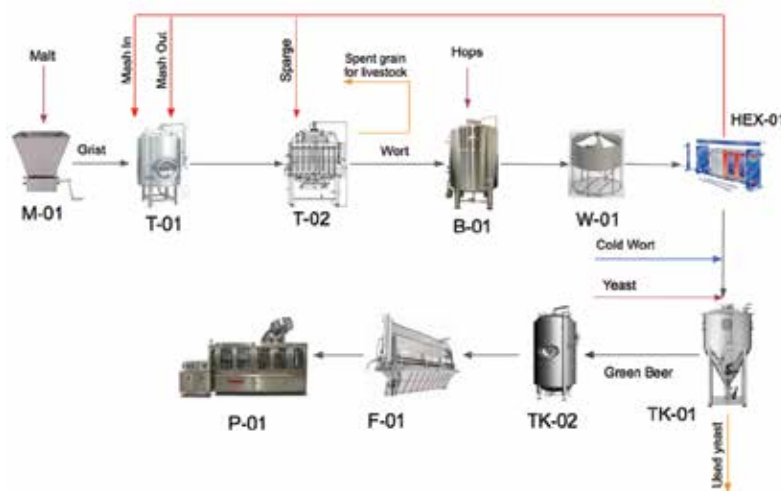 Malt
Mash In
Mash Out
Sparge
Spent grain
for livestock
Hops
HEX-01
Grist
Wort
M-01
T-01
T-02
B-01
W-01
Cold Wort
Yeast
Green Beer
P-01
F-01
TK-02
TK-01
Used yeast